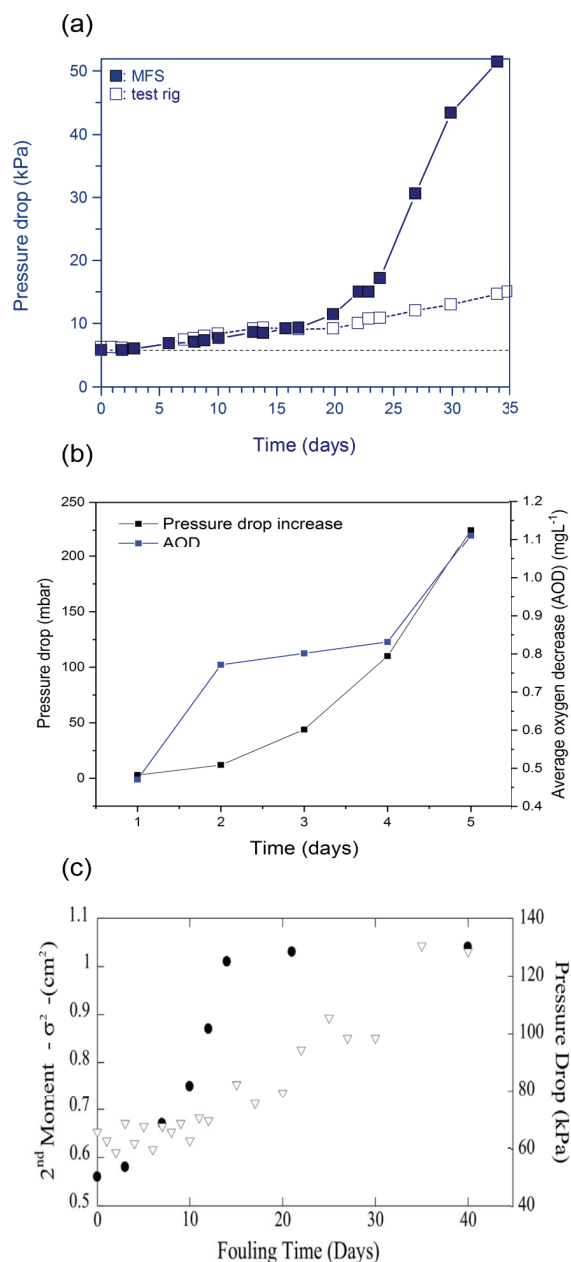 (a)
50
40
30
20
10
0
Pressure drop (kPa)
: MFS
: test rig
0 5 10 15 20 25 30 35
Time (days)
(b)
250
200
150
100
50
0
Pressure drop (mbar)
Pressure drop increase
AOD
1.2
1.1
1.0
0.9
0.8
0.7
0.6
0.5
0.4
Average oxygen decrease (AOD) (mgL-1)
1 2 3 4 5
Time (days)
(c)
1.1
1
0.9
0.8
0.7
0.6
0.5
2nd Moment - σ2 -(cm2)
140
120
100
80
60
40
Pressure Drop
(kPa)
0 10 20 30 40
Fouling Time (Days)